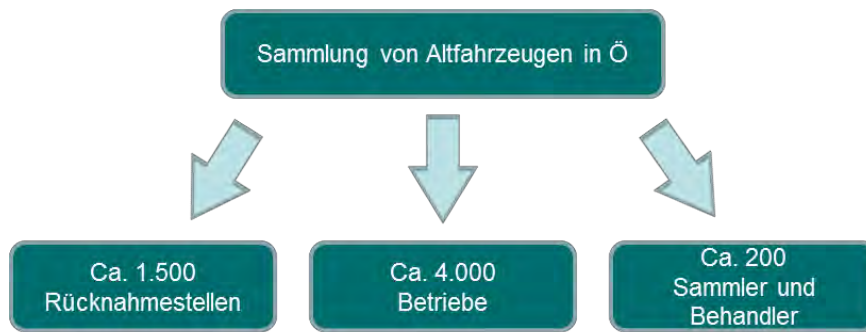 Sammlung von Altfahrzeugen in Ö
Ca. 1.500
Rücknahmestellen
Ca. 4.000
Betriebe
Ca. 200
Sammler und
Behandler